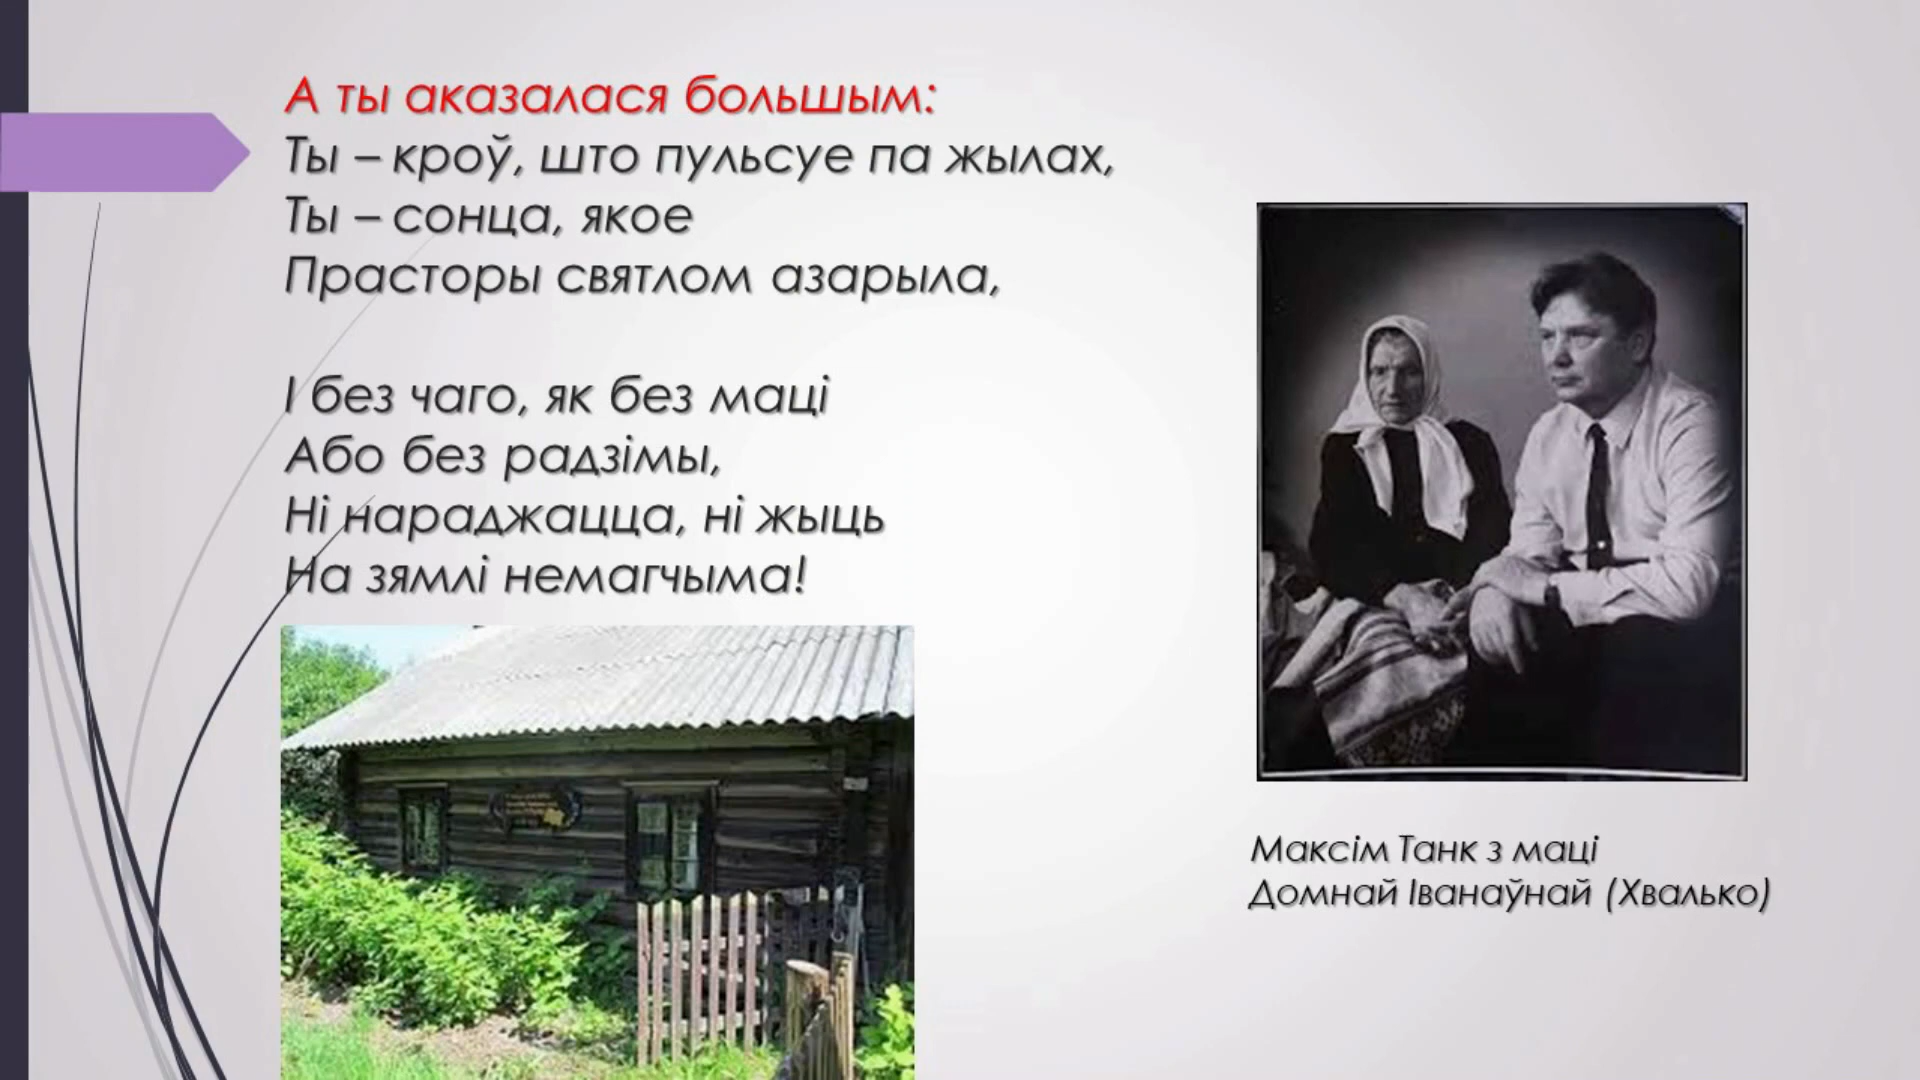 А ты аказалася большым:
Ты – кроў, што пульсуе па жылах,
Ты – сонца, якое
Прасторы святлом азарыла,
І без чаго, як без маці
Або без радзімы,
Ні нараджацца, ні жыць
На зямлі немагчыма!
Максім Танк з маці
Домнай Іванаўнай (Хвалько)